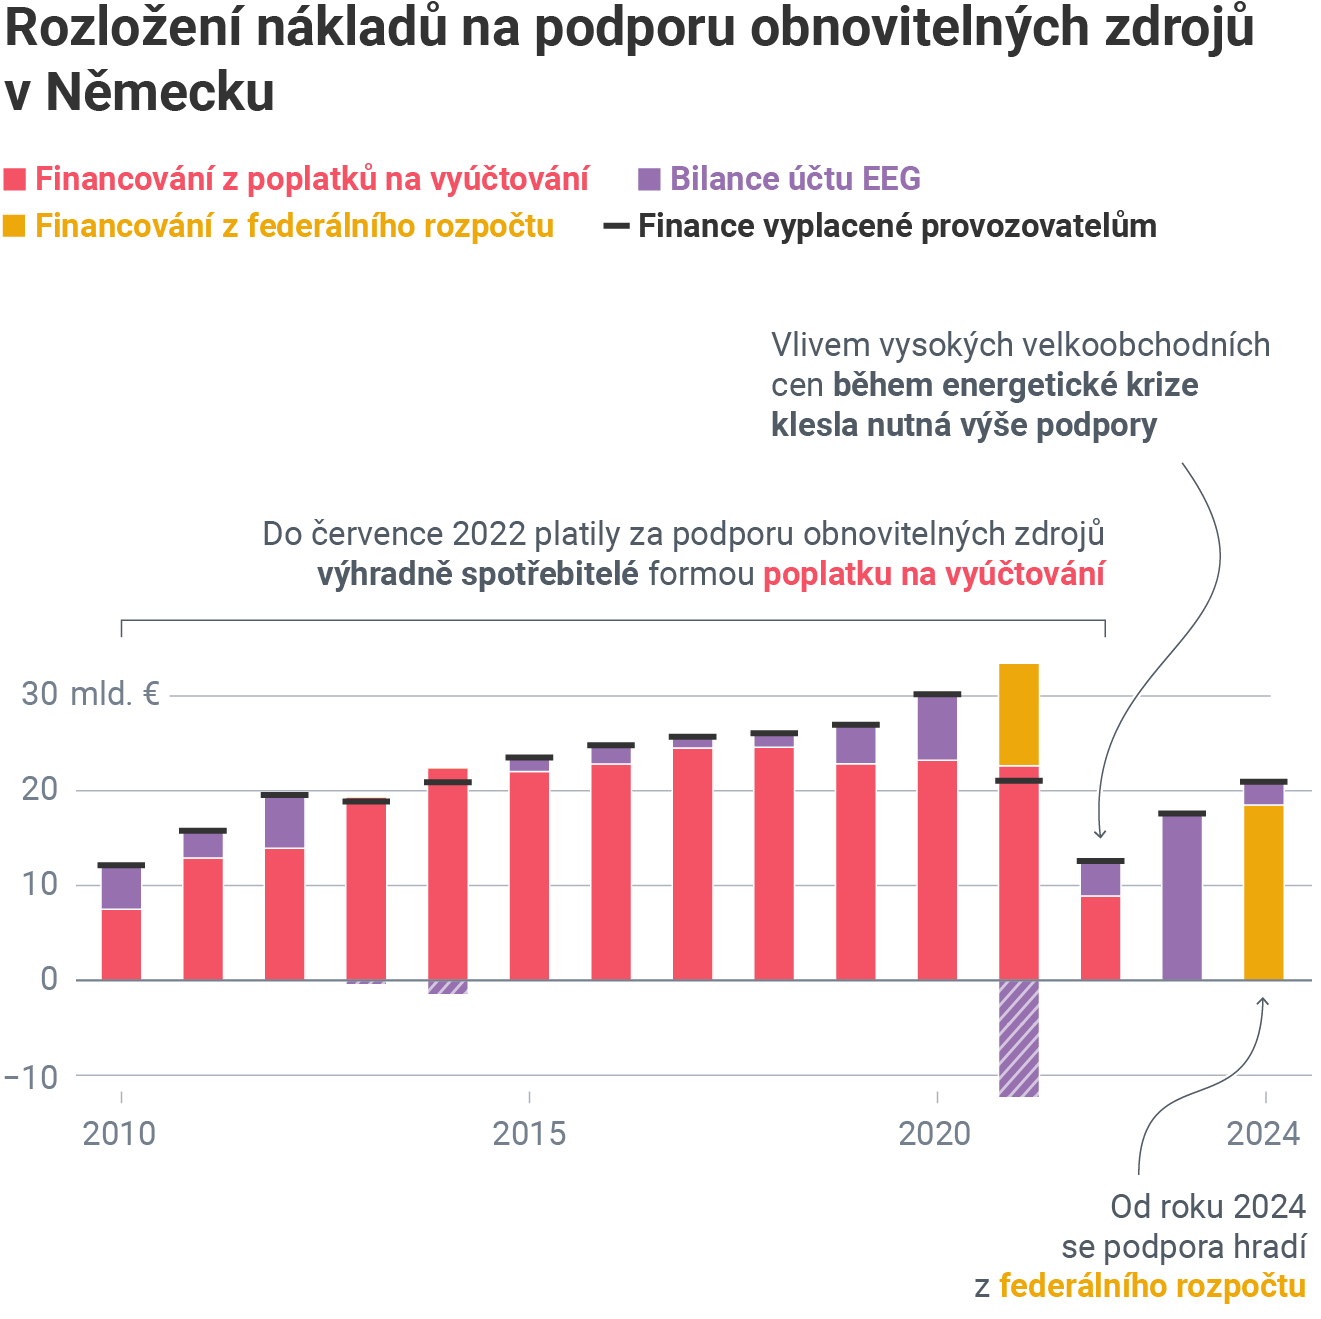 Rozložení nákladů na podporu obnovitelných zdrojů
v Německu
Financování z poplatků na vyúčtování
Bilance účtu EEG
Financování z federálního rozpočtu
Finance vyplacené provozovatelům
Vlivem vysokých velkoobchodních
cen během energetické krize
klesla nutná výše podpory
Do července 2022 platily za podporu obnovitelných zdrojů
výhradně spotřebitelé formou poplatku na vyúčtování
30 mld. €
20
10
0
−10
2010
2015
2020
2024
Od roku 2024
se podpora hradí
z federálního rozpočtu